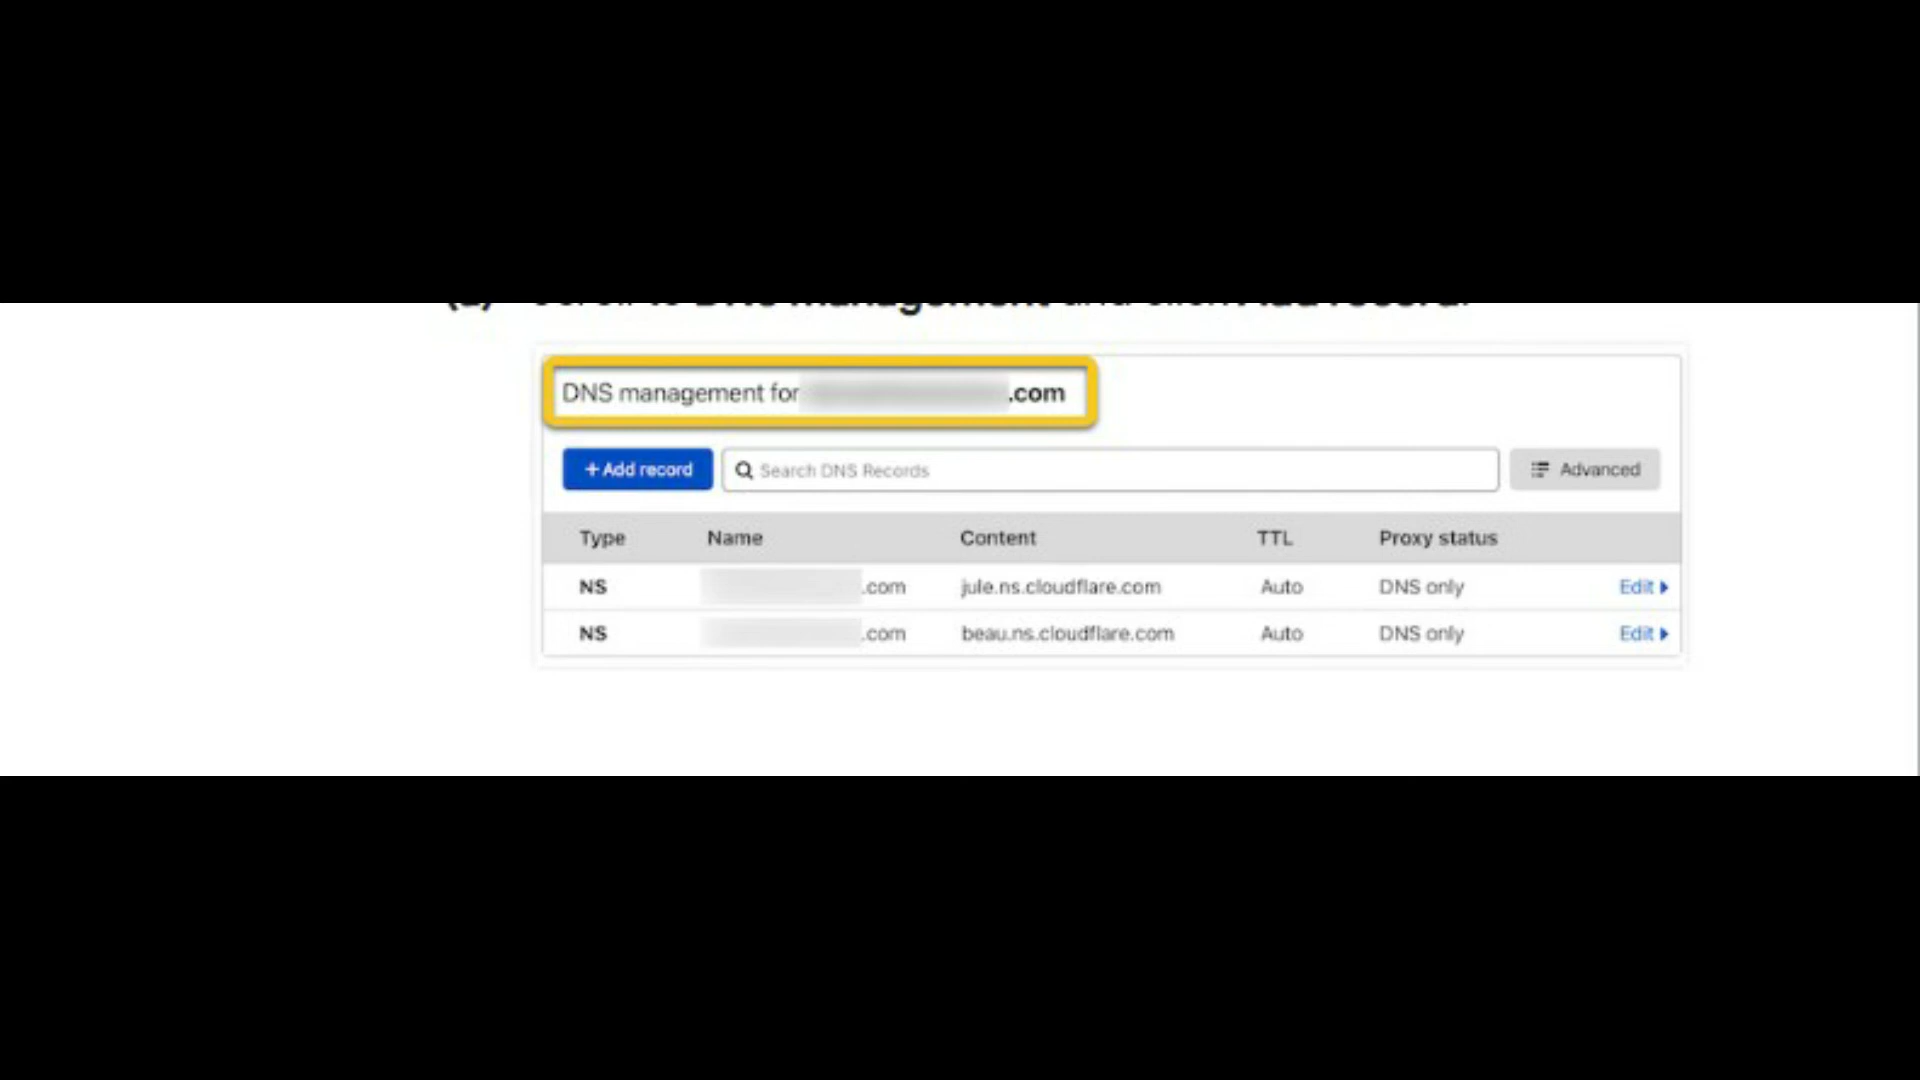 DNS management for .com
+ Add record
Search DNS Records
Advanced
Type Name Content TTL Proxy status
NS .com jule.ns.cloudflare.com Auto DNS only Edit
NS .com beau.ns.cloudflare.com Auto DNS only Edit